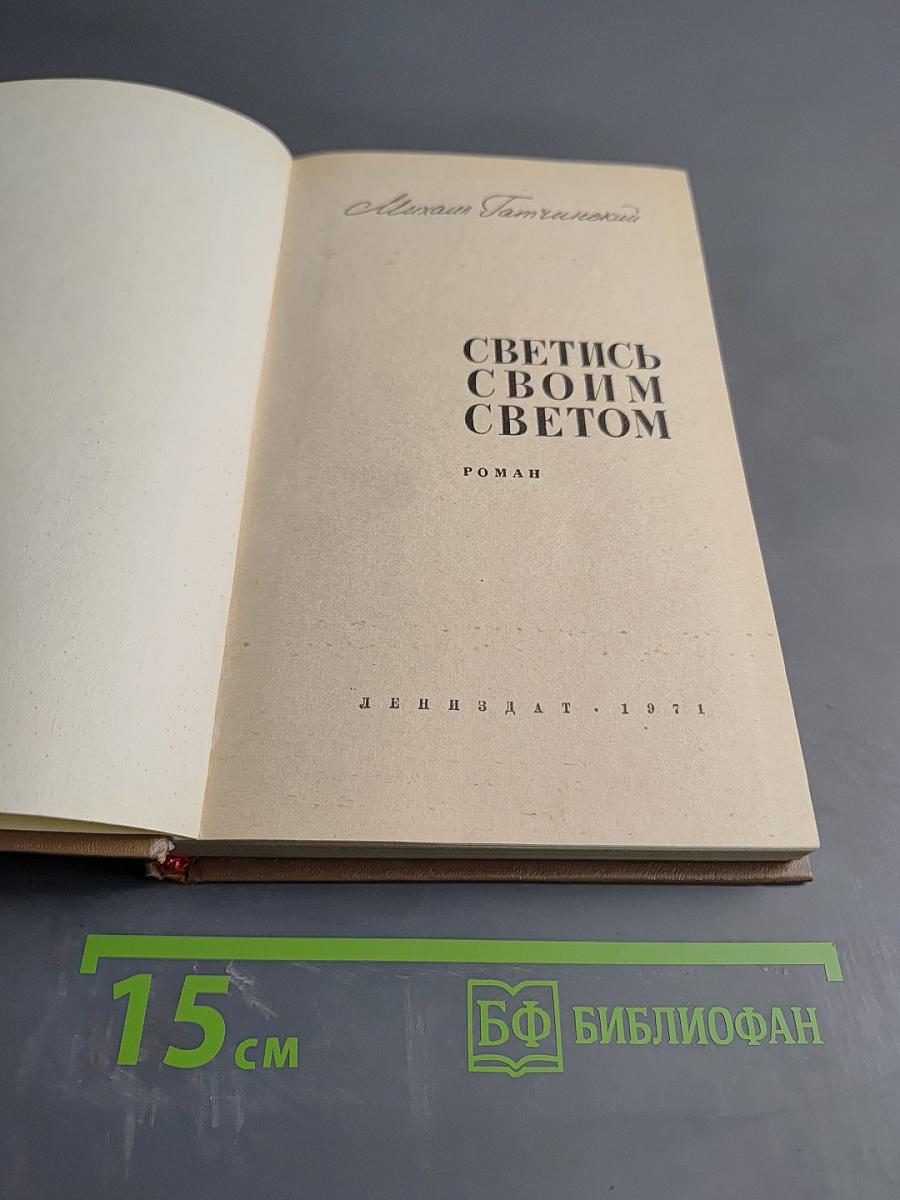 Михаил Гатчинский
СВЕТИСЬ
СВОИМ
СВЕТОМ
РОМАН
ЛЕНИЗДАТ · 1971
15 см
БФ БИБЛИОФАН